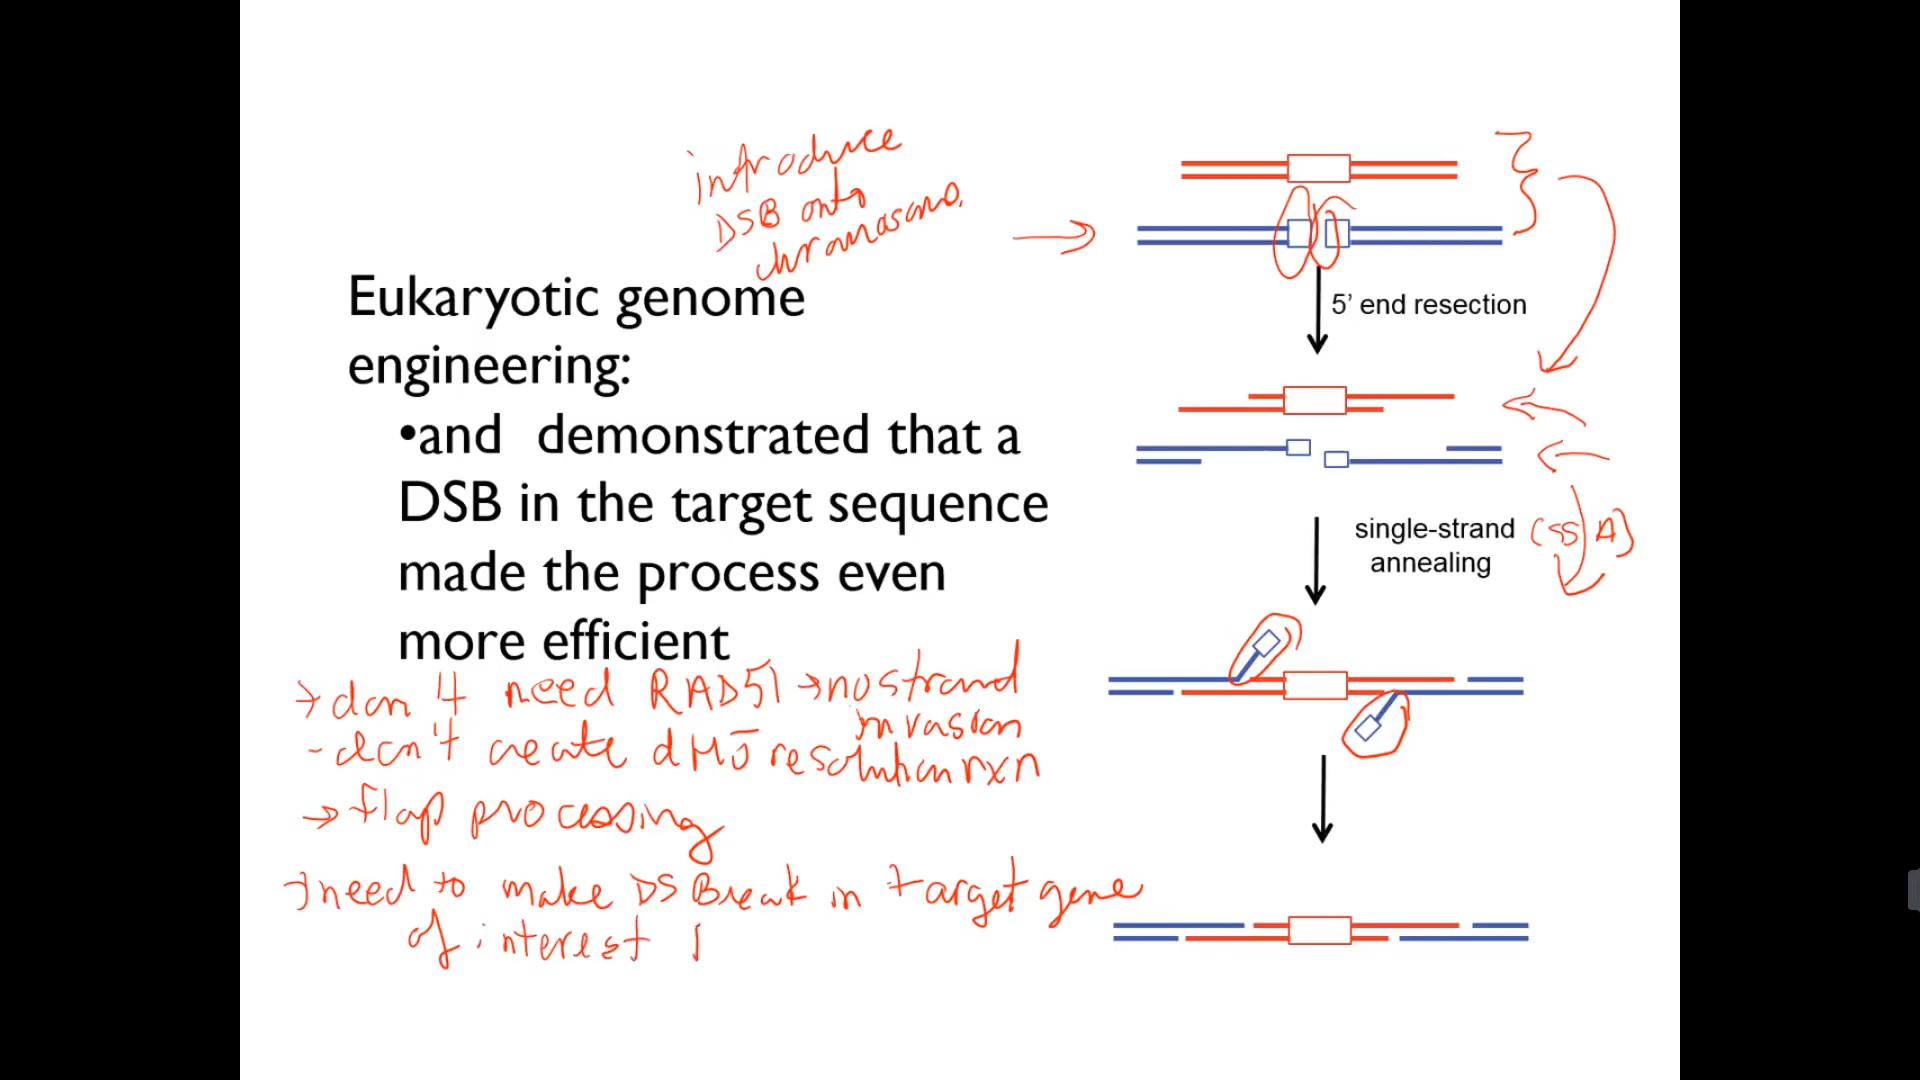 introduce
DSB onto
chromosome.
Eukaryotic genome
engineering:
•and demonstrated that a
DSB in the target sequence
made the process even
more efficient
→ don't need RAD51 → no strand
invasion
- don't create dHJ resolution rxn
→ flap processing
→ need to make DS Break in target gene
of interest
5' end resection
single-strand (SSA)
annealing